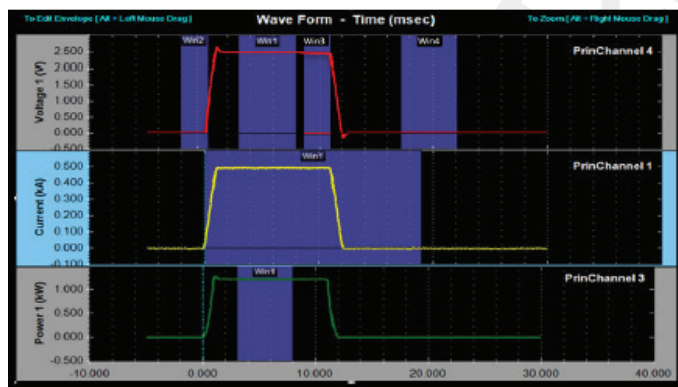 To Edit Envelope [ Alt + Left Mouse Drag ] Wave Form - Time (msec) To Zoom [ Alt + Right Mouse Drag ]
Win2 Win1 Win3 Win4
PrinChannel 4
Voltage 1 (V)
2.500
2.000
1.500
1.000
0.500
0.000
-0.500
Win1
PrinChannel 1
Current (kA)
0.500
0.400
0.300
0.200
0.100
0.000
-0.100
Win1
PrinChannel 3
Power 1 (kW)
1.000
0.500
0.000
-0.500
-10.000 0.000 10.000 20.000 30.000 40.000